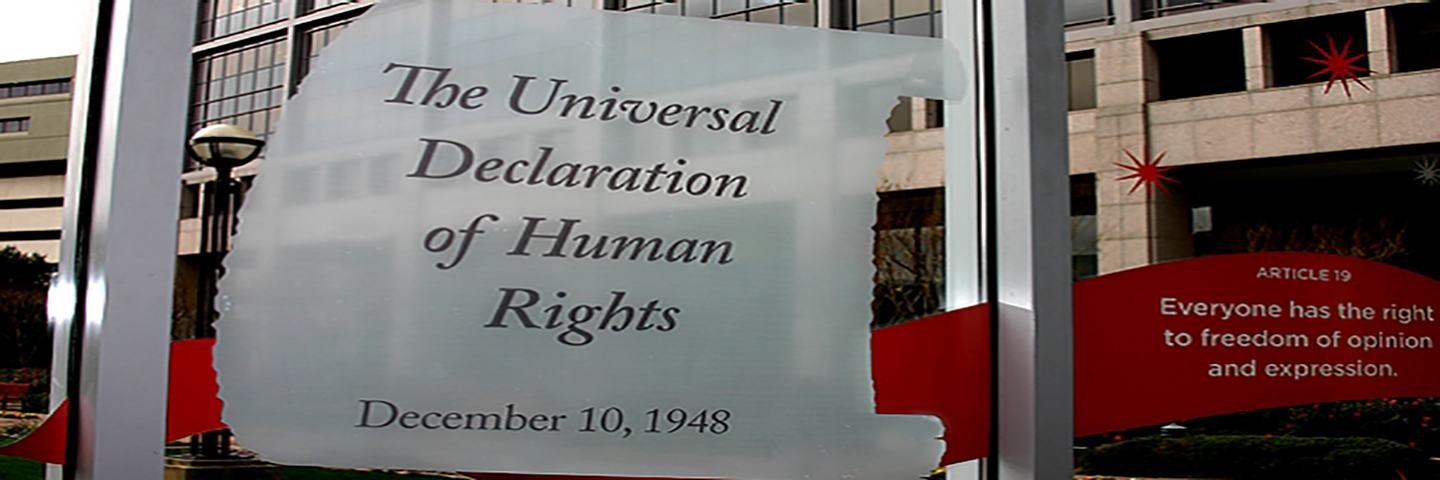 The Universal
Declaration
of Human
Rights
December 10, 1948
ARTICLE 19
Everyone has the right
to freedom of opinion
and expression.